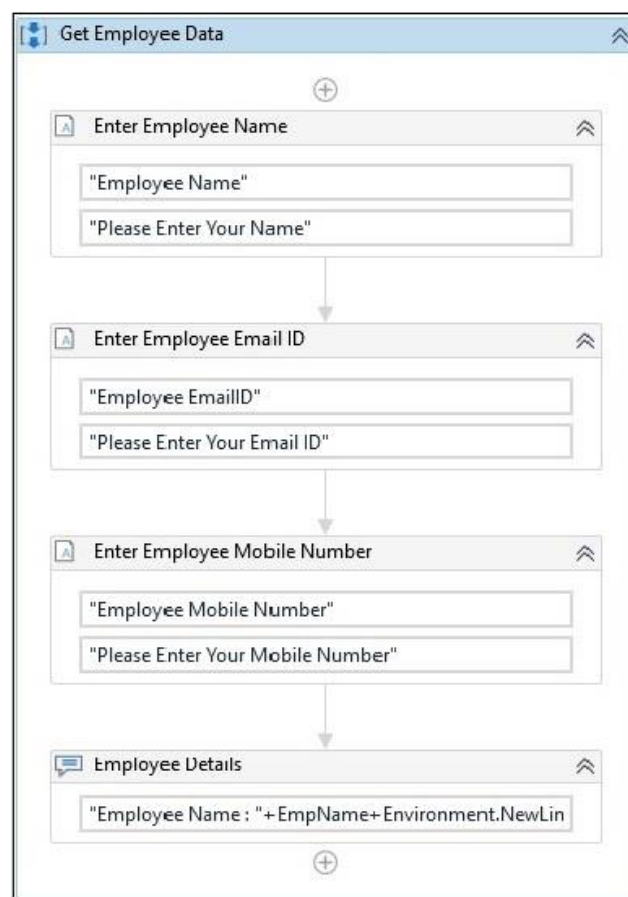 Get Employee Data
Enter Employee Name
"Employee Name"
"Please Enter Your Name"
Enter Employee Email ID
"Employee EmailID"
"Please Enter Your Email ID"
Enter Employee Mobile Number
"Employee Mobile Number"
"Please Enter Your Mobile Number"
Employee Details
"Employee Name : "+EmpName+Environment.NewLin